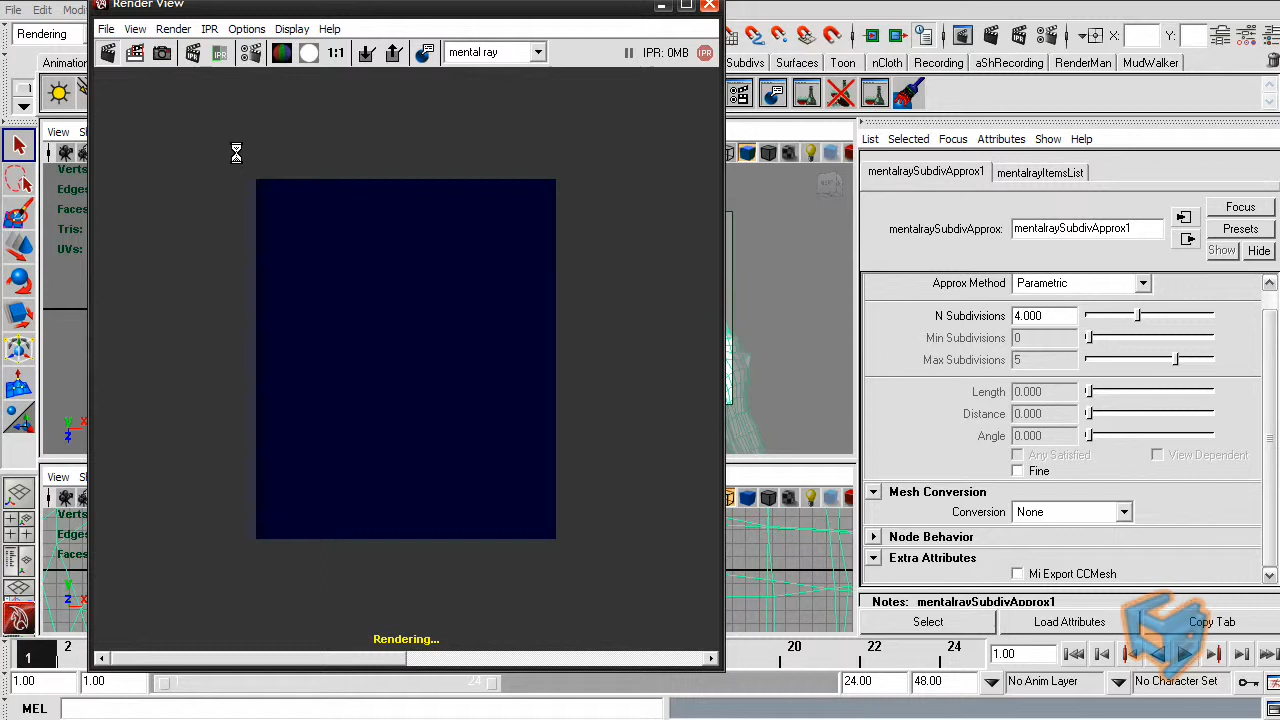 Render View
File Edit Modi
File View Render IPR Options Display Help
Rendering
1:1 mental ray IPR: 0MB IPR
X: Y:
Animation
Subdivs Surfaces Toon nCloth Recording aShRecording RenderMan MudWalker
View Sh
Verts
Edges
Faces
Tris:
UVs:
y x
z
View Sh
Verts
Edges
Faces
y x
z
Rendering...
List Selected Focus Attributes Show Help
mentalraySubdivApprox1 mentalrayItemsList
mentalraySubdivApprox: mentalraySubdivApprox1
Focus
Presets
Show Hide
Approx Method Parametric
N Subdivisions 4.000
Min Subdivisions 0
Max Subdivisions 5
Length 0.000
Distance 0.000
Angle 0.000
Any Satisfied View Dependent
Fine
Mesh Conversion
Conversion None
Node Behavior
Extra Attributes
Mi Export CCMesh
Notes: mentalraySubdivApprox1
Select Load Attributes Copy Tab
1 2 20 22 24 1.00
1.00 1.00 24 24.00 48.00 No Anim Layer No Character Set
MEL